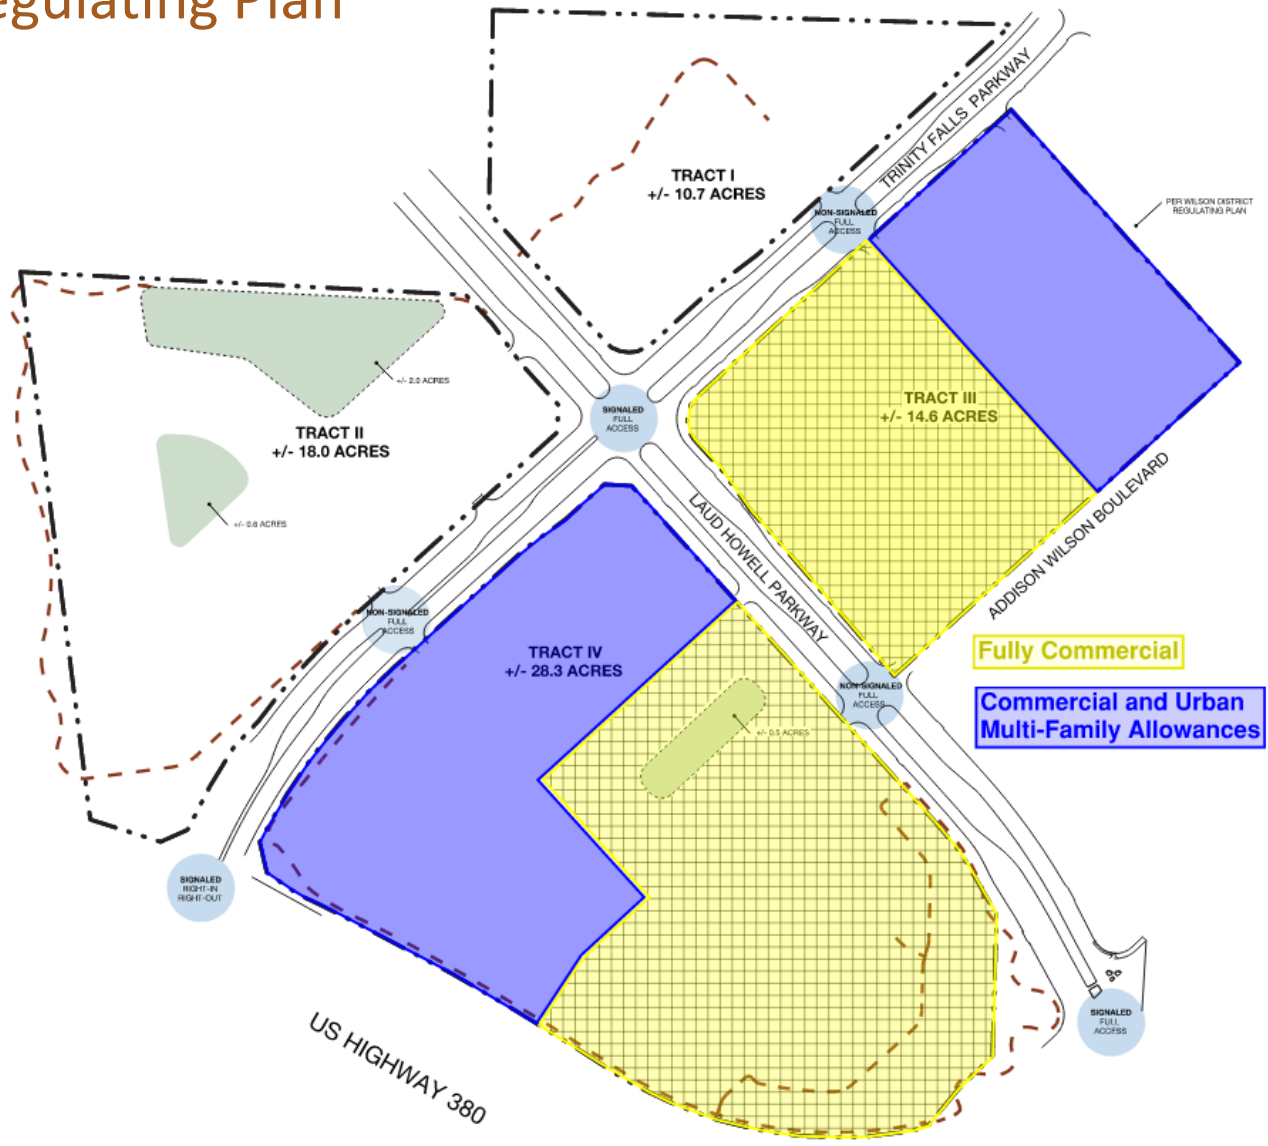 egulating Plan
TRINITY FALLS PARKWAY
TRACT I
+/- 10.7 ACRES
PER WILSON DISTRICT
REGULATING PLAN
NON-SIGNALED
FULL
ACCESS
+/- 2.0 ACRES
TRACT III
+/- 14.6 ACRES
SIGNALED
FULL
ACCESS
TRACT II
+/- 18.0 ACRES
+/- 0.6 ACRES
LAUD HOWELL PARKWAY
ADDISON WILSON BOULEVARD
NON-SIGNALED
FULL
ACCESS
TRACT IV
+/- 28.3 ACRES
Fully Commercial
NON-SIGNALED
FULL
ACCESS
Commercial and Urban
Multi-Family Allowances
+/- 0.5 ACRES
SIGNALED
RIGHT-IN
RIGHT-OUT
SIGNALED
FULL
ACCESS
US HIGHWAY 380